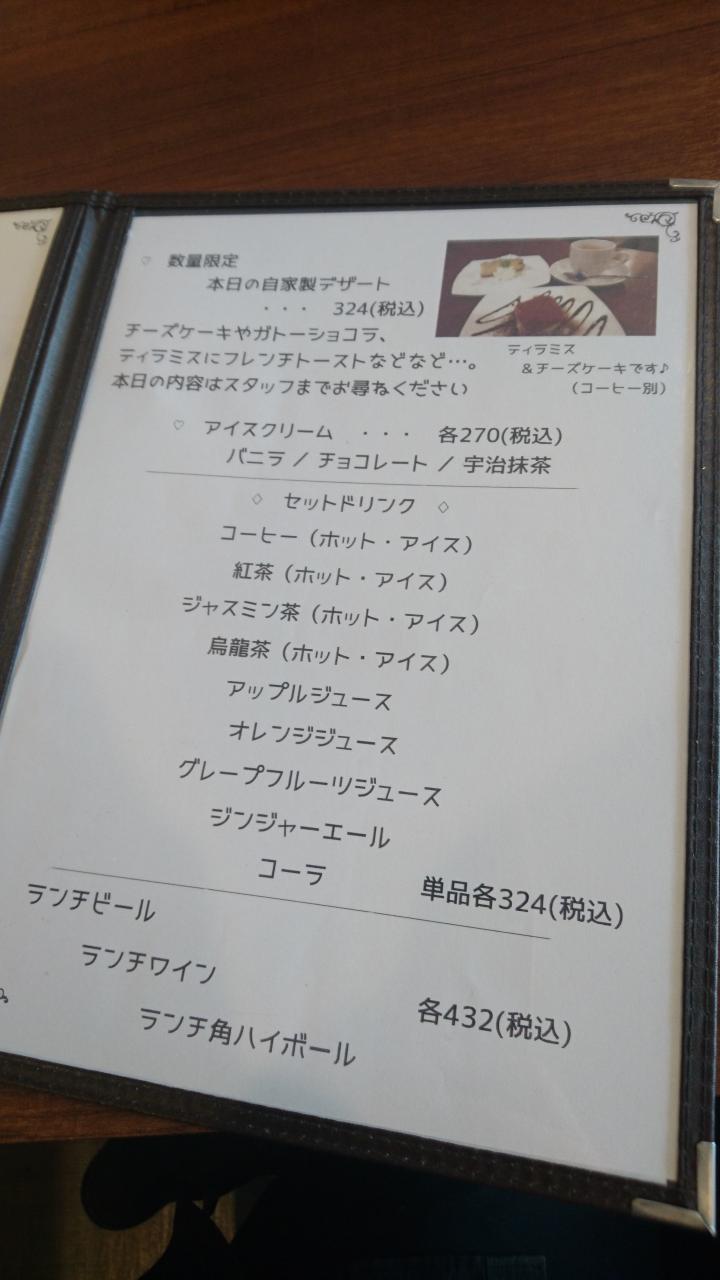 ♡ 数量限定
本日の自家製デザート
・・・ 324(税込)
チーズケーキやガトーショコラ、
ティラミスにフレンチトーストなどなど…。
本日の内容はスタッフまでお尋ねください
ティラミス
&チーズケーキです♪
(コーヒー別)
♡ アイスクリーム ・・・ 各270(税込)
バニラ / チョコレート / 宇治抹茶
◇ セットドリンク ◇
コーヒー(ホット・アイス)
紅茶(ホット・アイス)
ジャスミン茶(ホット・アイス)
烏龍茶(ホット・アイス)
アップルジュース
オレンジジュース
グレープフルーツジュース
ジンジャーエール
コーラ
単品各324(税込)
ランチビール
ランチワイン
各432(税込)
ランチ角ハイボール